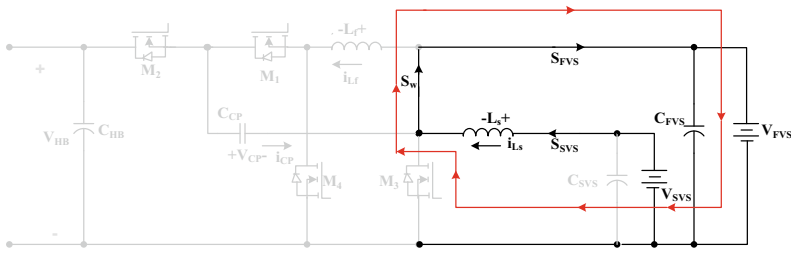 -Lf+
M2
M1
iLf
Sw
SFVS
+
CCP
CHB
VHB
CFVS
VFVS
-Ls+
iLs
SSVS
+VCP-
iCP
M4
M3
CSVS
VSVS
-